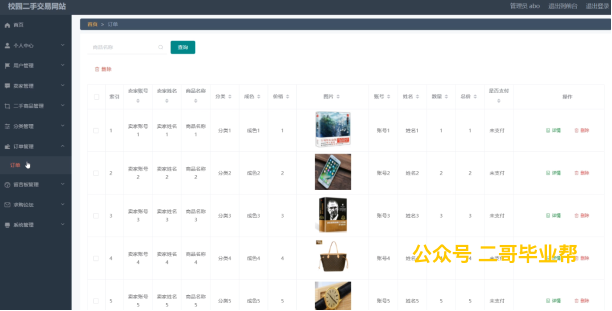 校园二手交易网站
管理员 abo 退出到前台 退出登录
首页
个人中心
用户管理
卖家管理
二手商品管理
分类管理
订单管理
订单
留言板管理
求购论坛
系统管理
首页 > 订单
商品名称 查询
删除
索引 卖家账号 卖家姓名 商品名称 分类 成色 价格 图片 账号 姓名 数量 总价 是否支付 操作
1 卖家账号1 卖家姓名1 商品名称1 分类1 成色1 1 账号1 姓名1 1 1 未支付 详情 删除
2 卖家账号2 卖家姓名2 商品名称2 分类2 成色2 2 账号2 姓名2 2 2 未支付 详情 删除
3 卖家账号3 卖家姓名3 商品名称3 分类3 成色3 3 账号3 姓名3 3 3 未支付 详情 删除
4 卖家账号4 卖家姓名4 商品名称4 分类4 成色4 4 账号4
公众号 二哥毕业帮
5 卖家账号5 卖家姓名5 商品名称5 分类5 成色5 5 账号5 姓名5 5 5 未支付 详情 删除